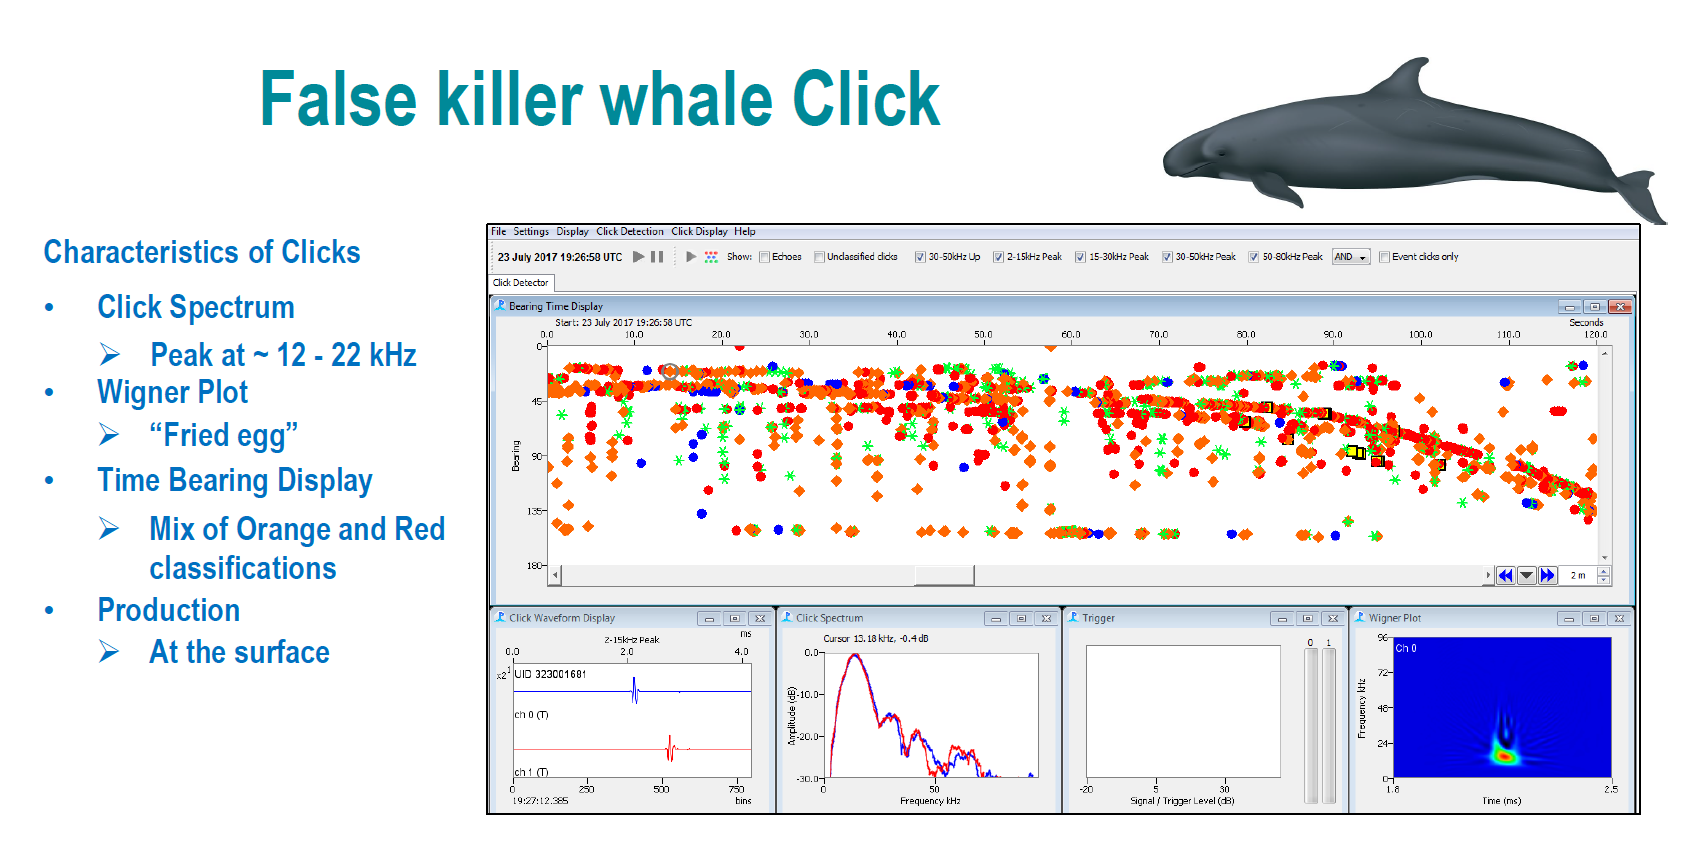 False killer whale Click
Characteristics of Clicks
• Click Spectrum
➢ Peak at ~ 12 - 22 kHz
• Wigner Plot
➢ “Fried egg”
• Time Bearing Display
➢ Mix of Orange and Red
classifications
• Production
➢ At the surface
File Settings Display Click Detection Click Display Help
23 July 2017 19:26:58 UTC Show: Echoes Unclassified clicks 30-50kHz Up 2-15kHz Peak 15-30kHz Peak 30-50kHz Peak 50-80kHz Peak AND Event clicks only
Click Detector
Bearing Time Display
Start: 23 July 2017 19:26:58 UTC Seconds
0.0 10.0 20.0 30.0 40.0 50.0 60.0 70.0 80.0 90.0 100.0 110.0 120.0
0
45
90
135
180
Bearing
2 m
Click Waveform Display
2-15kHz Peak ms
0.0 2.0 4.0
x2^1
UID 323001681
ch 0 (T)
ch 1 (T)
0 250 500 750
19:27:12.385 bins
Click Spectrum
Cursor 13.18 kHz, -0.4 dB
0.0
-10.0
-20.0
-30.0
Amplitude (dB)
0 50
Frequency kHz
Trigger
0 1
-20 5 30
Signal / Trigger Level (dB)
Wigner Plot
Ch 0
96
72
48
24
0
Frequency kHz
1.8 2.5
Time (ms)